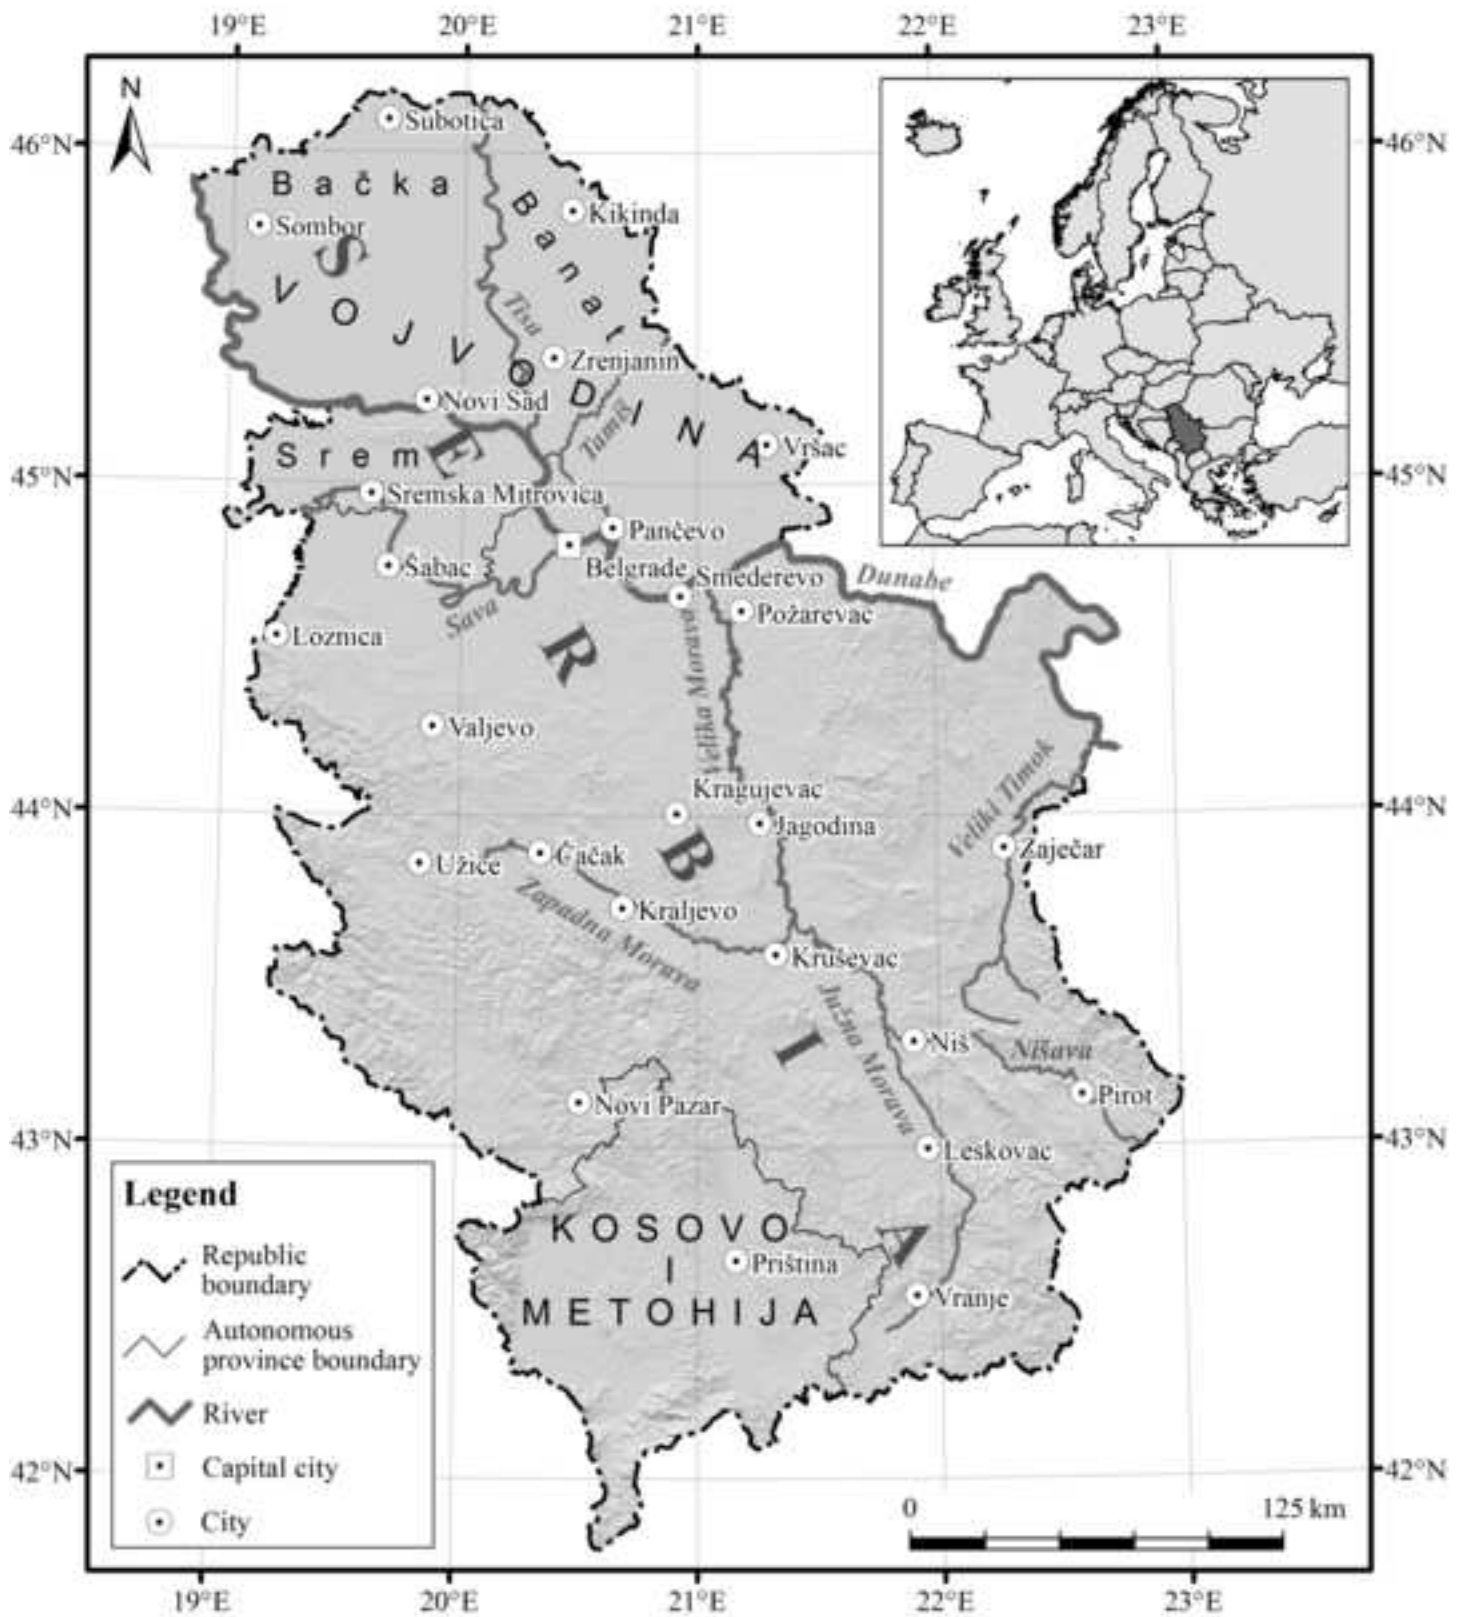 19°E 20°E 21°E 22°E 23°E
N
46°N 46°N
Subotica
Bačka
Banat
Kikinda
Sombor
SERBIA
VOJVODINA
Tisa
Zrenjanin
Novi Sad
Tamiš
Vršac
Srem
45°N 45°N
Sremska Mitrovica
Pančevo
Šabac
Belgrade
Smederevo
Dunabe
Požarevac
Sava
Loznica
Velika Morava
Valjevo
Veliki Timok
Kragujevac
44°N 44°N
Jagodina
Zaječar
Užice
Čačak
Kraljevo
Zapadna Morava
Kruševac
Južna Morava
Niš
Nišava
Pirot
Novi Pazar
43°N 43°N
Leskovac
KOSOVO
I
METOHIJA
Priština
Vranje
Legend
Republic
boundary
Autonomous
province boundary
River
Capital city
City
42°N 42°N
0 125 km
19°E 20°E 21°E 22°E 23°E